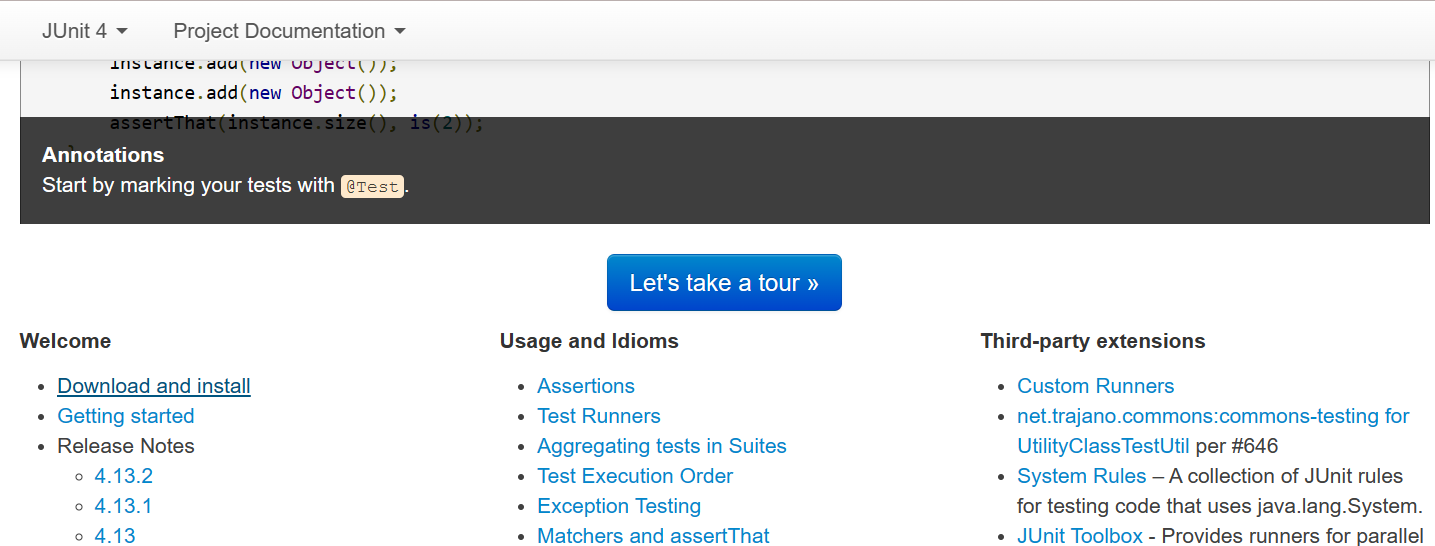 JUnit 4 Project Documentation
instance.add(new Object());
instance.add(new Object());
assertThat(instance.size(), is(2));
Annotations
Start by marking your tests with @Test.
Let's take a tour »
Welcome
• Download and install
• Getting started
• Release Notes
◦ 4.13.2
◦ 4.13.1
◦ 4.13
Usage and Idioms
• Assertions
• Test Runners
• Aggregating tests in Suites
• Test Execution Order
• Exception Testing
• Matchers and assertThat
Third-party extensions
• Custom Runners
• net.trajano.commons:commons-testing for
UtilityClassTestUtil per #646
• System Rules – A collection of JUnit rules
for testing code that uses java.lang.System.
• JUnit Toolbox - Provides runners for parallel